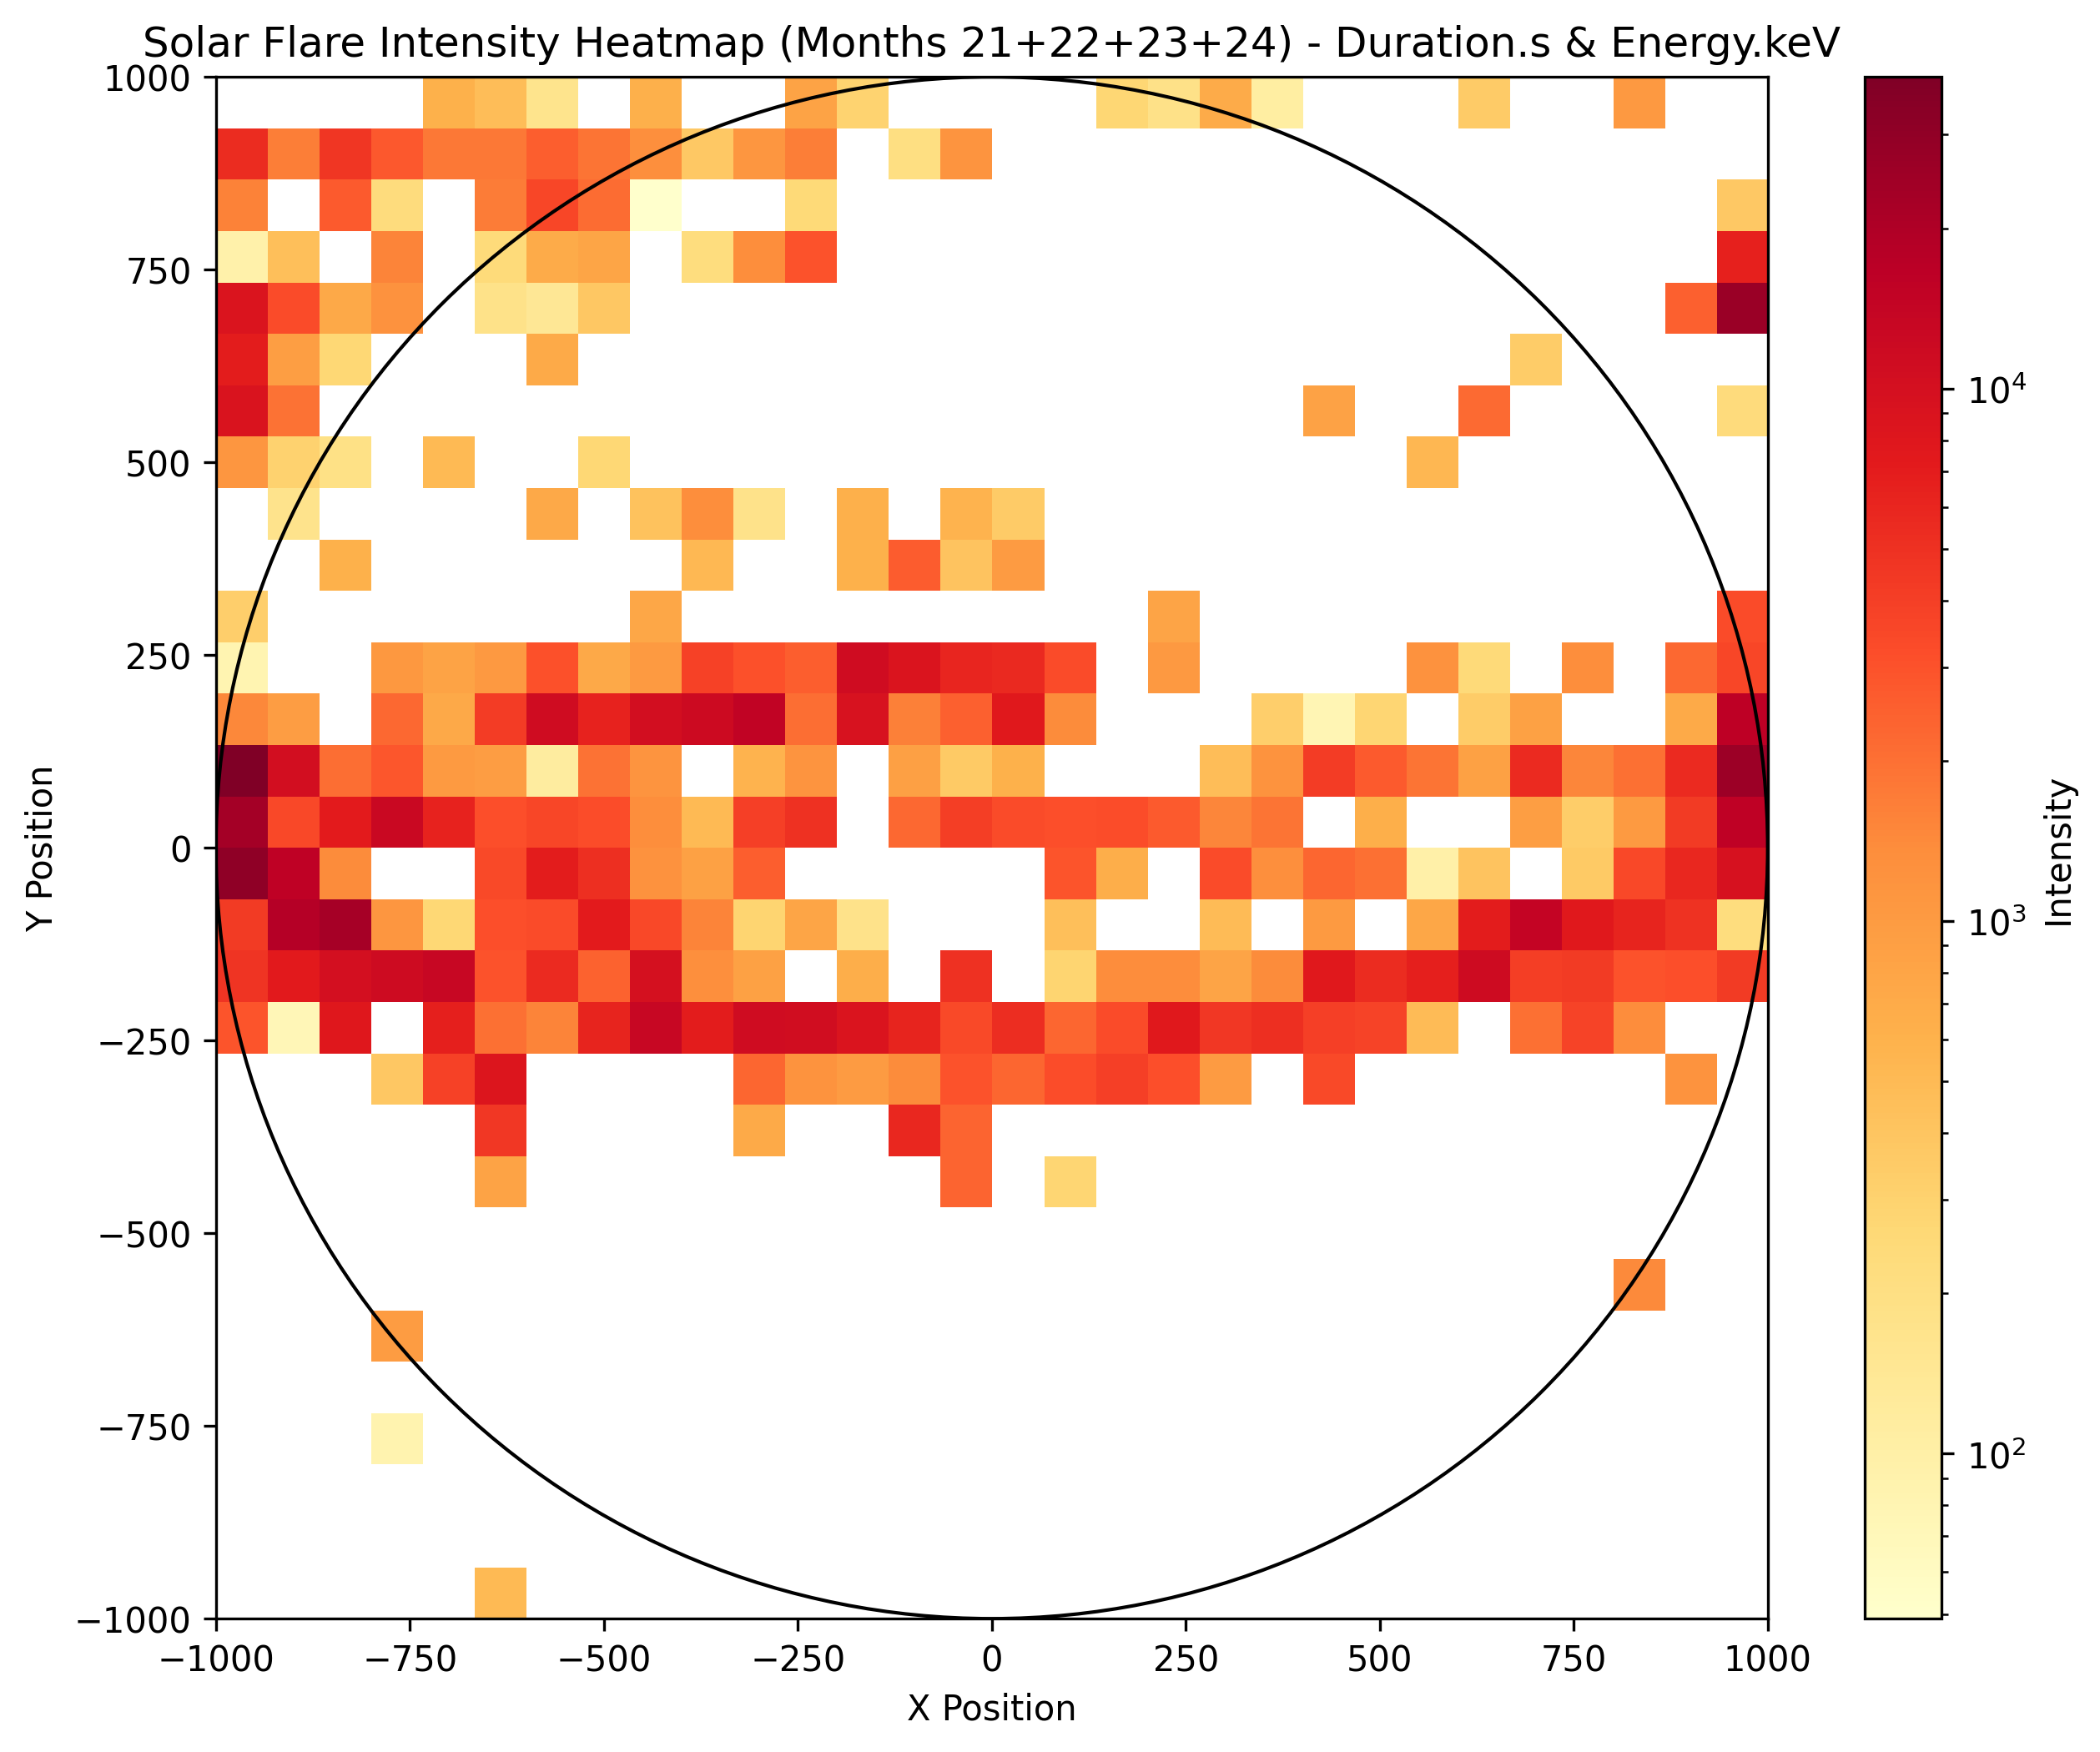 Solar Flare Intensity Heatmap (Months 21+22+23+24) - Duration.s & Energy.keV
1000
750
500
250
0
−250
−500
−750
−1000
Y Position
−1000 −750 −500 −250 0 250 500 750 1000
X Position
10⁴
10³
10²
Intensity